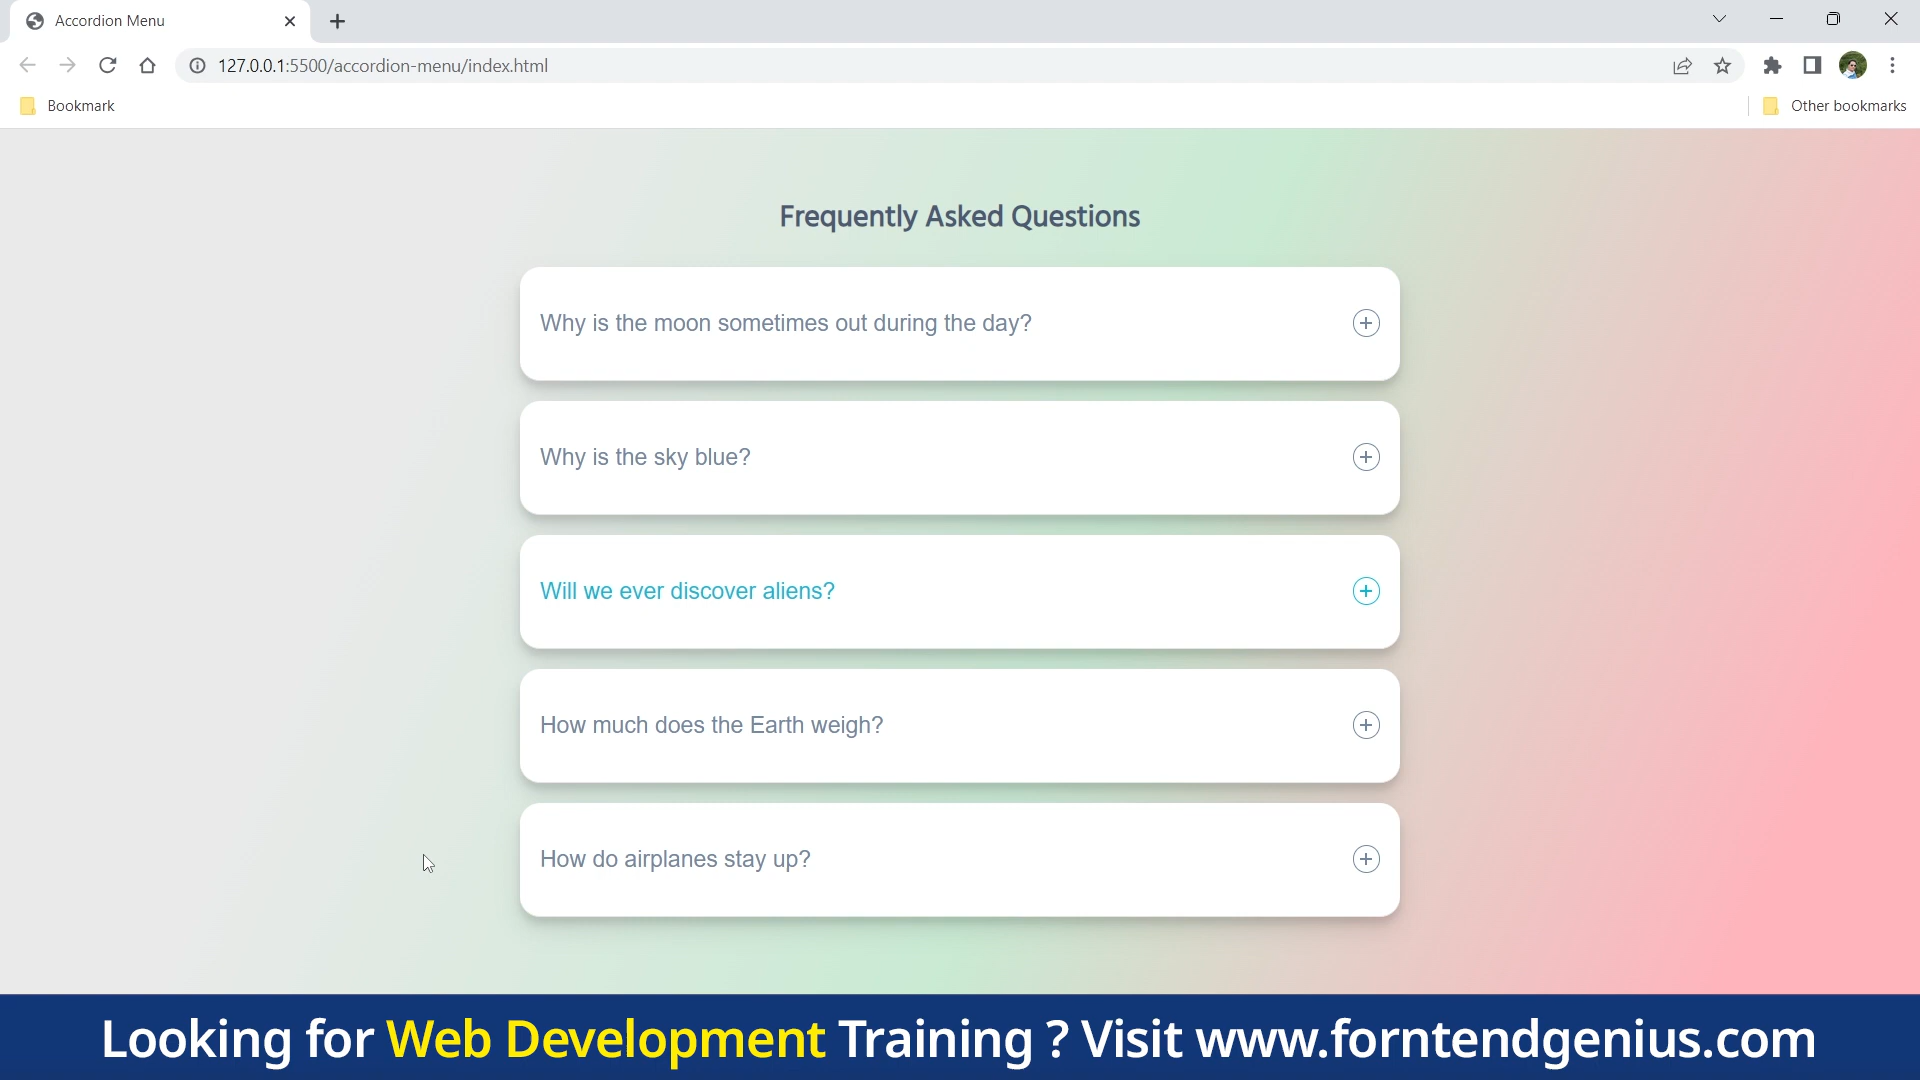 Accordion Menu
127.0.0.1:5500/accordion-menu/index.html
Bookmark
Other bookmarks
Frequently Asked Questions
Why is the moon sometimes out during the day?
Why is the sky blue?
Will we ever discover aliens?
How much does the Earth weigh?
How do airplanes stay up?
Looking for Web Development Training ? Visit www.forntendgenius.com